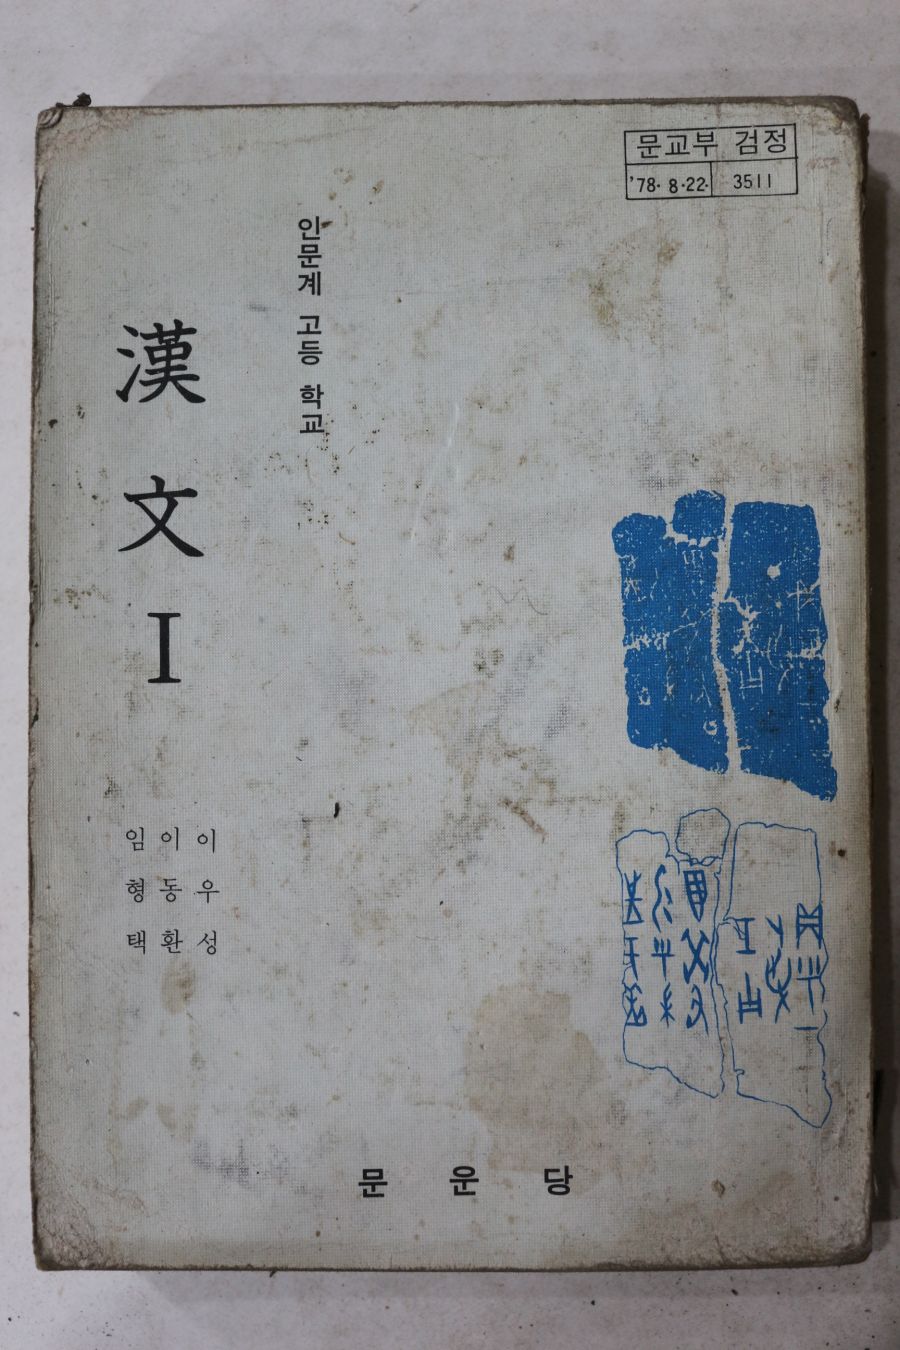 문교부 검정
'78. 8.22. 3511
인문계 고등 학교
漢文 I
이우성
이동환
임형택
문운당